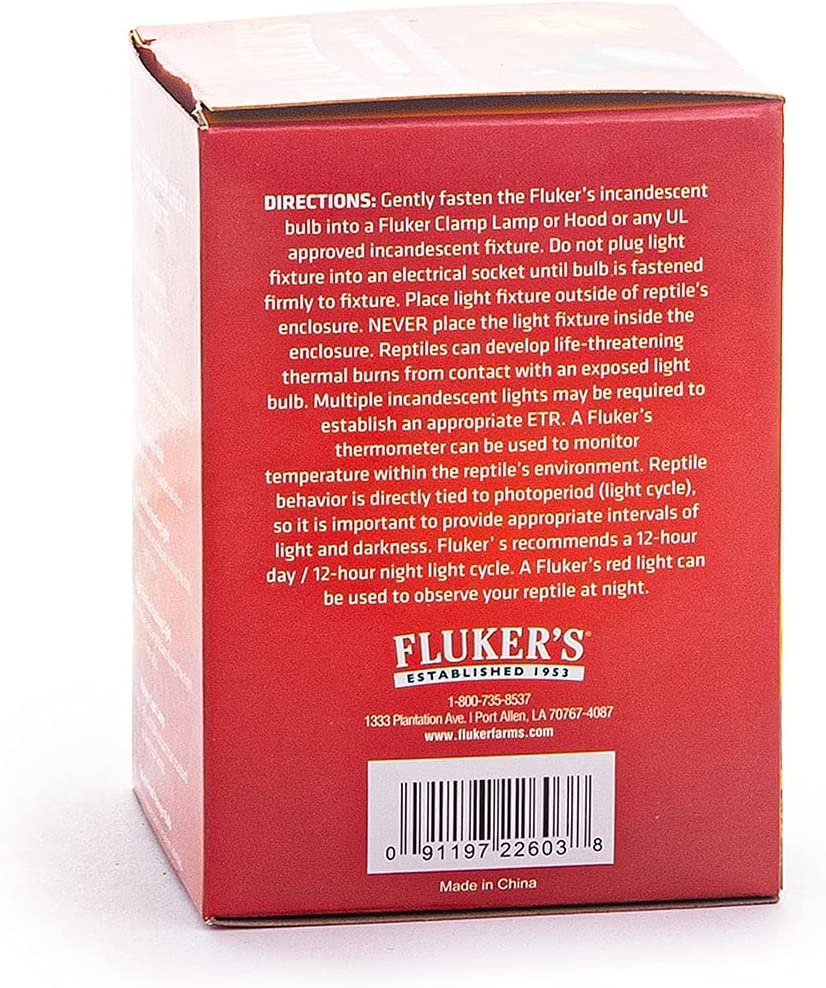 DIRECTIONS: Gently fasten the Fluker's incandescent
bulb into a Fluker Clamp Lamp or Hood or any UL
approved incandescent fixture. Do not plug light
fixture into an electrical socket until bulb is fastened
firmly to fixture. Place light fixture outside of reptile's
enclosure. NEVER place the light fixture inside the
enclosure. Reptiles can develop life-threatening
thermal burns from contact with an exposed light
bulb. Multiple incandescent lights may be required to
establish an appropriate ETR. A Fluker's
thermometer can be used to monitor
temperature within the reptile's environment. Reptile
behavior is directly tied to photoperiod (light cycle),
so it is important to provide appropriate intervals of
light and darkness. Fluker' s recommends a 12-hour
day / 12-hour night light cycle. A Fluker's red light can
be used to observe your reptile at night.
FLUKER'S
ESTABLISHED 1953
1-800-735-8537
1333 Plantation Ave. | Port Allen, LA 70767-4087
www.flukerfarms.com
0 91197 22603 8
Made in China